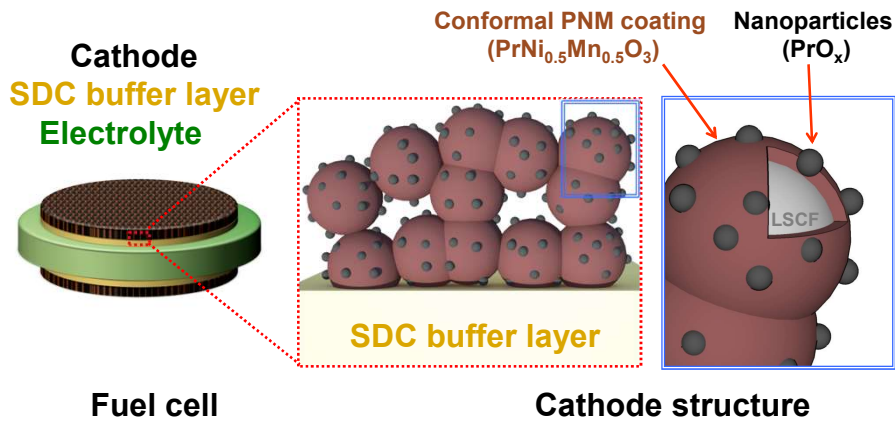 Cathode
SDC buffer layer
Electrolyte
Conformal PNM coating
(PrNi₀.₅Mn₀.₅O₃)
Nanoparticles
(PrOₓ)
LSCF
SDC buffer layer
Fuel cell
Cathode structure